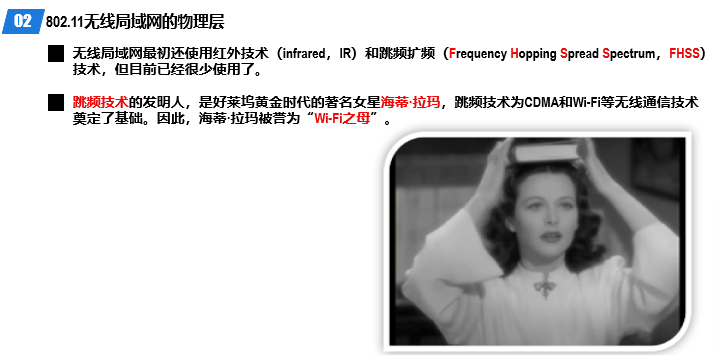 02 802.11无线局域网的物理层
无线局域网最初还使用红外技术（infrared，IR）和跳频扩频（Frequency Hopping Spread Spectrum，FHSS）
技术，但目前已经很少使用了。
跳频技术的发明人，是好莱坞黄金时代的著名女星海蒂·拉玛，跳频技术为CDMA和Wi-Fi等无线通信技术
奠定了基础。因此，海蒂·拉玛被誉为“Wi-Fi之母”。